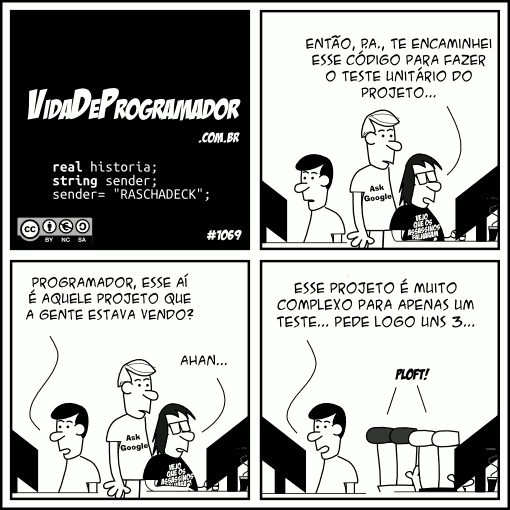 VIDADEPROGRAMADOR
.COM.BR
real historia;
string sender;
sender= "RASCHADECK";
BY NC SA
#1069
ENTÃO, P.A., TE ENCAMINHEI
ESSE CÓDIGO PARA FAZER
O TESTE UNITÁRIO DO
PROJETO...
Ask
Google
VEJO
QUE OS
ASSASSINOS
FALHARAM
PROGRAMADOR, ESSE AÍ
É AQUELE PROJETO QUE
A GENTE ESTAVA VENDO?
AHAN...
Ask
Google
VEJO
QUE OS
ASSASSINOS
ESSE PROJETO É MUITO
COMPLEXO PARA APENAS UM
TESTE... PEDE LOGO UNS 3...
PLOFT!